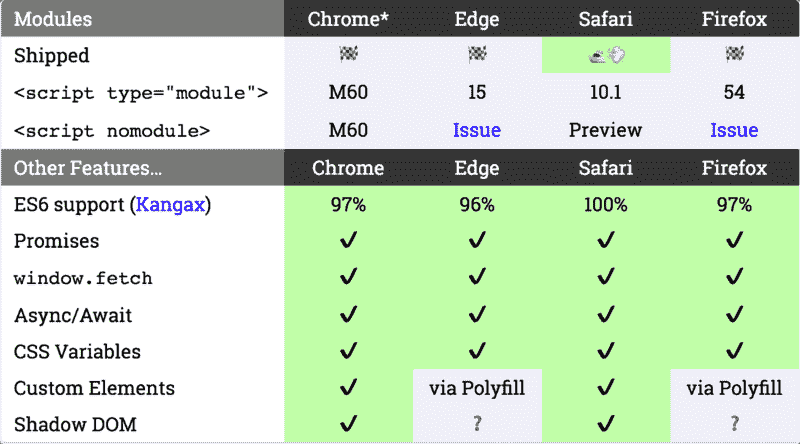 Modules Chrome* Edge Safari Firefox
Shipped 🏁 🏁 🚢💨 🏁
<script type="module"> M60 15 10.1 54
<script nomodule> M60 Issue Preview Issue
Other Features… Chrome Edge Safari Firefox
ES6 support (Kangax) 97% 96% 100% 97%
Promises ✔ ✔ ✔ ✔
window.fetch ✔ ✔ ✔ ✔
Async/Await ✔ ✔ ✔ ✔
CSS Variables ✔ ✔ ✔ ✔
Custom Elements ✔ via Polyfill ✔ via Polyfill
Shadow DOM ✔ ? ✔ ?